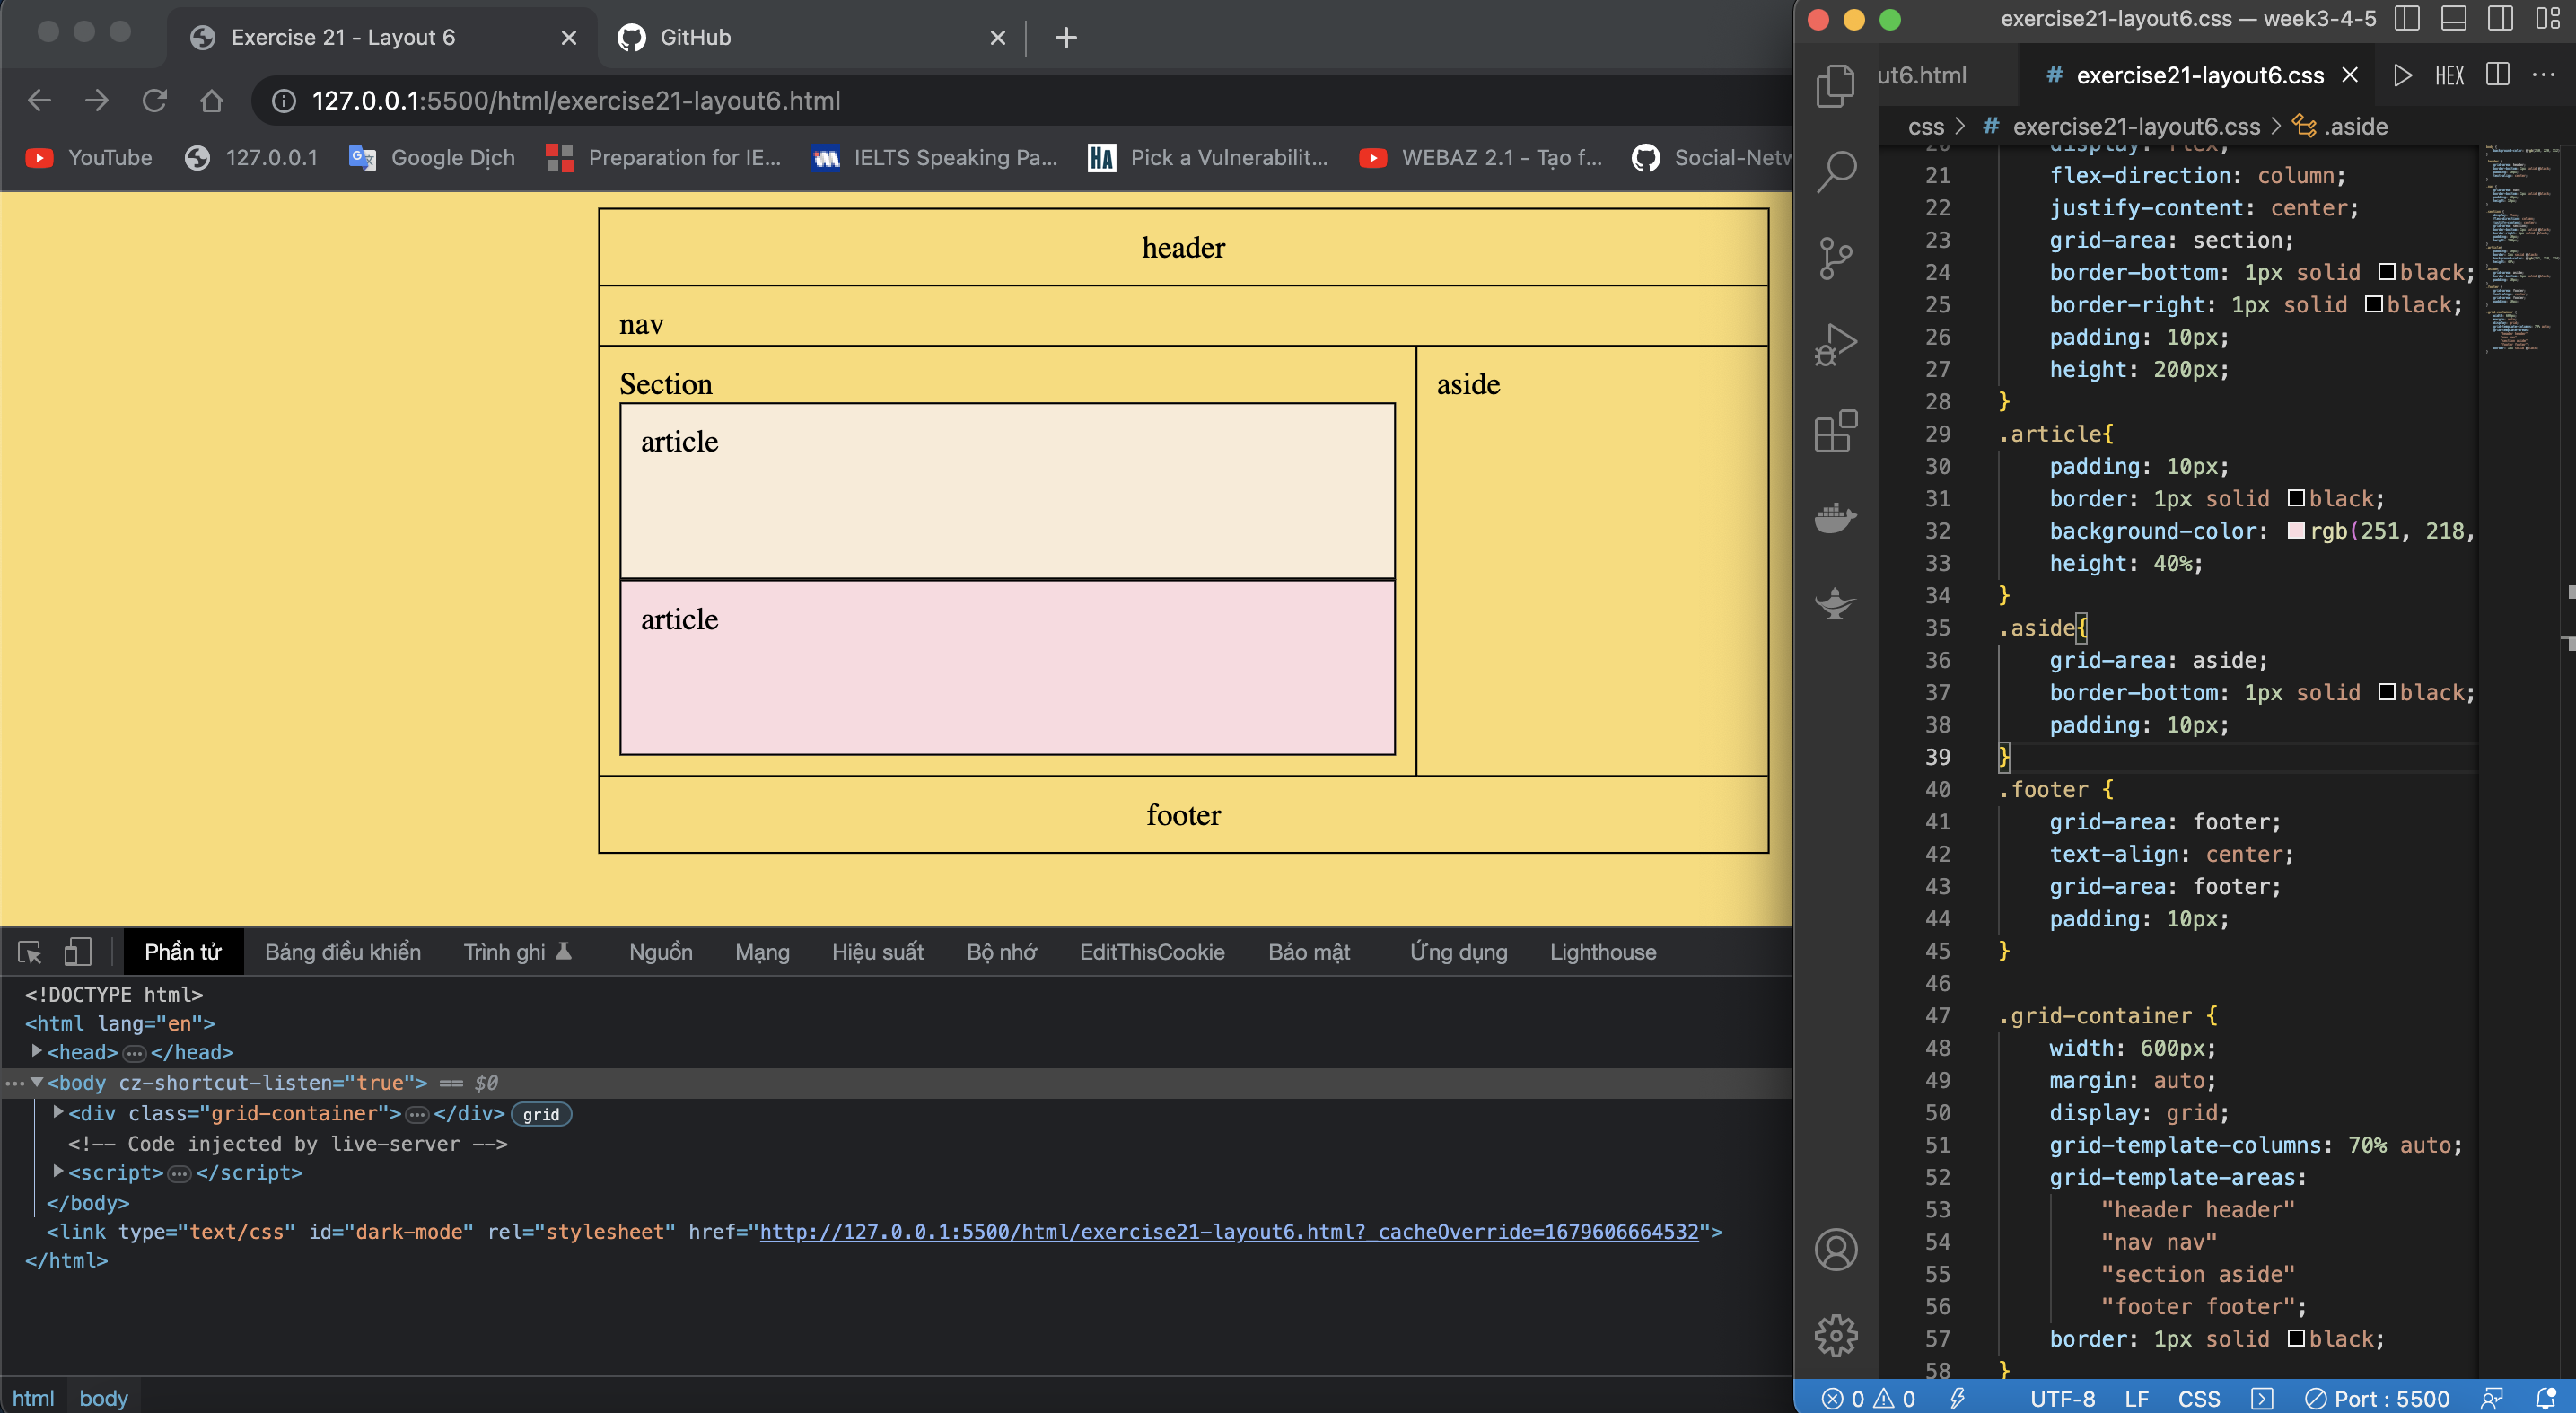 Exercise 21 - Layout 6
GitHub
127.0.0.1:5500/html/exercise21-layout6.html
YouTube
127.0.0.1
Google Dịch
Preparation for IE...
IELTS Speaking Pa...
HA
Pick a Vulnerabilit...
WEBAZ 2.1 - Tạo f...
Social-Netw
header
nav
Section
aside
article
article
footer
Phần tử
Bảng điều khiển
Trình ghi
Nguồn
Mạng
Hiệu suất
Bộ nhớ
EditThisCookie
Bảo mật
Ứng dụng
Lighthouse
<!DOCTYPE html>
<html lang="en">
<head>…</head>
<body cz-shortcut-listen="true"> == $0
<div class="grid-container">…</div> grid
<!-- Code injected by live-server -->
<script>…</script>
</body>
<link type="text/css" id="dark-mode" rel="stylesheet" href="http://127.0.0.1:5500/html/exercise21-layout6.html?_cacheOverride=1679606664532">
</html>
html body
exercise21-layout6.css — week3-4-5
ut6.html
# exercise21-layout6.css
HEX
css > # exercise21-layout6.css > .aside
20 display: flex;
21 flex-direction: column;
22 justify-content: center;
23 grid-area: section;
24 border-bottom: 1px solid black;
25 border-right: 1px solid black;
26 padding: 10px;
27 height: 200px;
28 }
29 .article{
30 padding: 10px;
31 border: 1px solid black;
32 background-color: rgb(251, 218,
33 height: 40%;
34 }
35 .aside{
36 grid-area: aside;
37 border-bottom: 1px solid black;
38 padding: 10px;
39 }
40 .footer {
41 grid-area: footer;
42 text-align: center;
43 grid-area: footer;
44 padding: 10px;
45 }
46
47 .grid-container {
48 width: 600px;
49 margin: auto;
50 display: grid;
51 grid-template-columns: 70% auto;
52 grid-template-areas:
53 "header header"
54 "nav nav"
55 "section aside"
56 "footer footer";
57 border: 1px solid black;
58 }
0 0 UTF-8 LF CSS Port : 5500